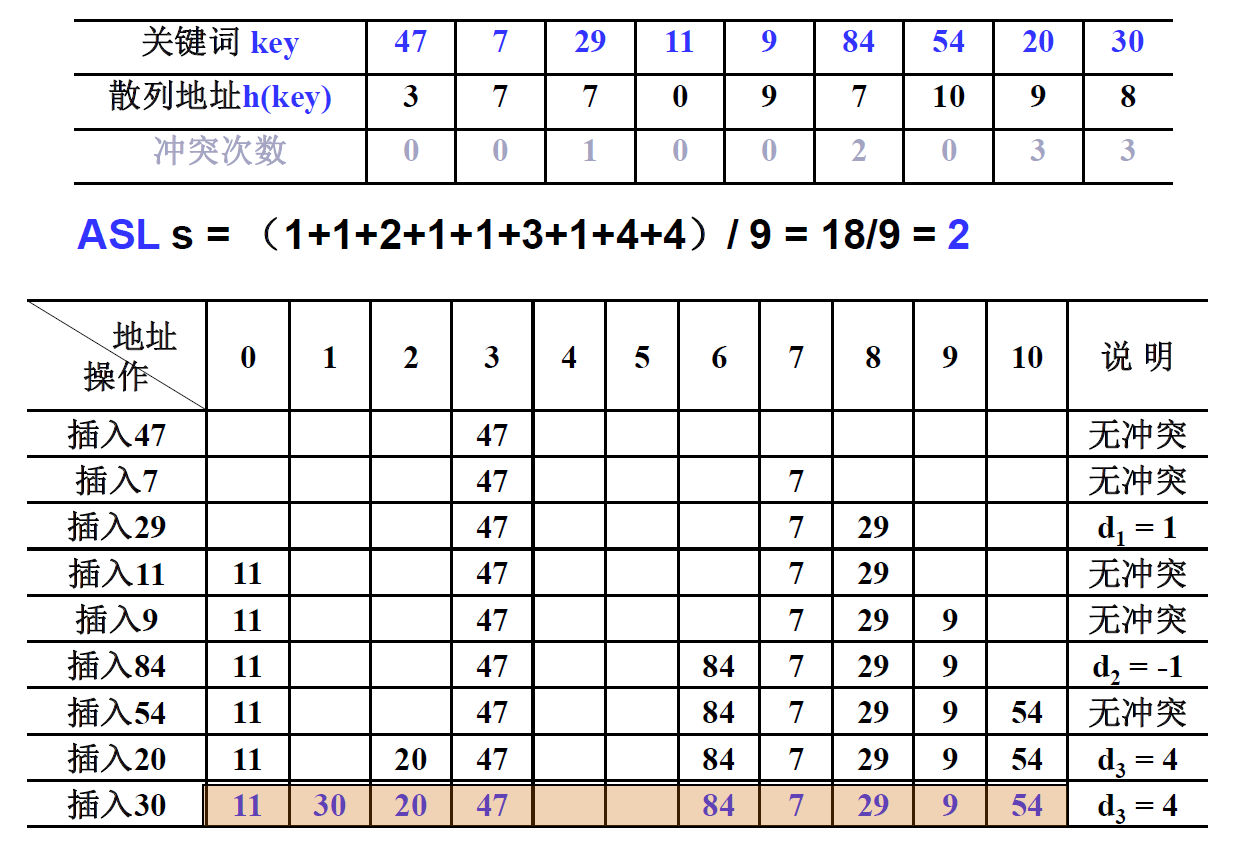 关键词 key 47 7 29 11 9 84 54 20 30
散列地址h(key) 3 7 7 0 9 7 10 9 8
冲突次数 0 0 1 0 0 2 0 3 3
ASL s = （1+1+2+1+1+3+1+4+4）/ 9 = 18/9 = 2
地址
操作 0 1 2 3 4 5 6 7 8 9 10 说 明
插入47 47 无冲突
插入7 47 7 无冲突
插入29 47 7 29 d₁ = 1
插入11 11 47 7 29 无冲突
插入9 11 47 7 29 9 无冲突
插入84 11 47 84 7 29 9 d₂ = -1
插入54 11 47 84 7 29 9 54 无冲突
插入20 11 20 47 84 7 29 9 54 d₃ = 4
插入30 11 30 20 47 84 7 29 9 54 d₃ = 4